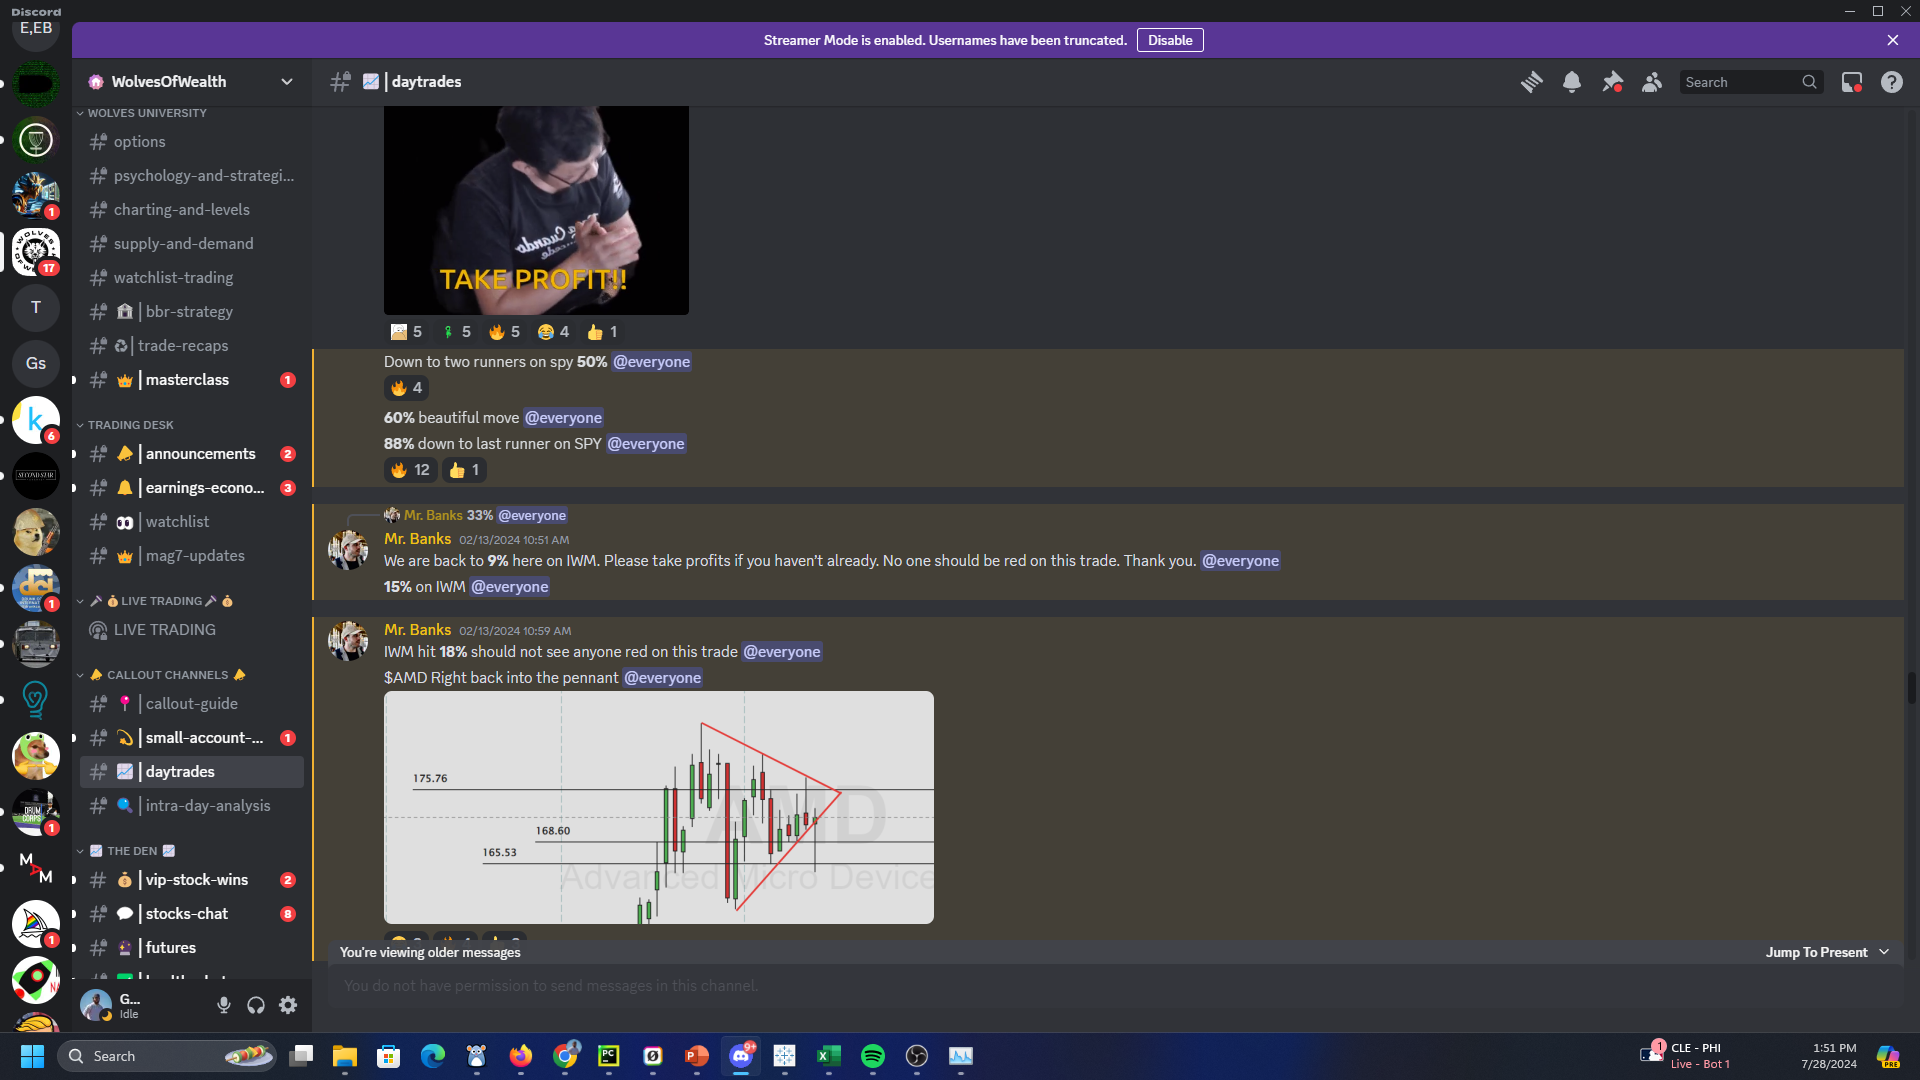 Discord
E,EB
Streamer Mode is enabled. Usernames have been truncated. Disable
WolvesOfWealth
| daytrades
Search
WOLVES UNIVERSITY
options
psychology-and-strategi...
charting-and-levels
supply-and-demand
watchlist-trading
| bbr-strategy
| trade-recaps
| masterclass 1
TRADING DESK
| announcements 2
| earnings-econo... 3
| watchlist
| mag7-updates
LIVE TRADING
LIVE TRADING
CALLOUT CHANNELS
| callout-guide
| small-account-... 1
| daytrades
| intra-day-analysis
THE DEN
| vip-stock-wins 2
| stocks-chat 8
| futures
1
17
T
Gs
k
6
SECOND STAR
dci
1
DRUM CORPS
1
M A M
1
G...
Idle
TAKE PROFIT!!
5 5 5 4 1
Down to two runners on spy 50% @everyone
4
60% beautiful move @everyone
88% down to last runner on SPY @everyone
12 1
Mr. Banks 33% @everyone
Mr. Banks 02/13/2024 10:51 AM
We are back to 9% here on IWM. Please take profits if you haven't already. No one should be red on this trade. Thank you. @everyone
15% on IWM @everyone
Mr. Banks 02/13/2024 10:59 AM
IWM hit 18% should not see anyone red on this trade @everyone
$AMD Right back into the pennant @everyone
175.76
168.60
165.53
AMD
Advanced Micro Device
You're viewing older messages
Jump To Present
You do not have permission to send messages in this channel.
Search
PC
9+
1
CLE - PHI
Live - Bot 1
1:51 PM
7/28/2024
PRE